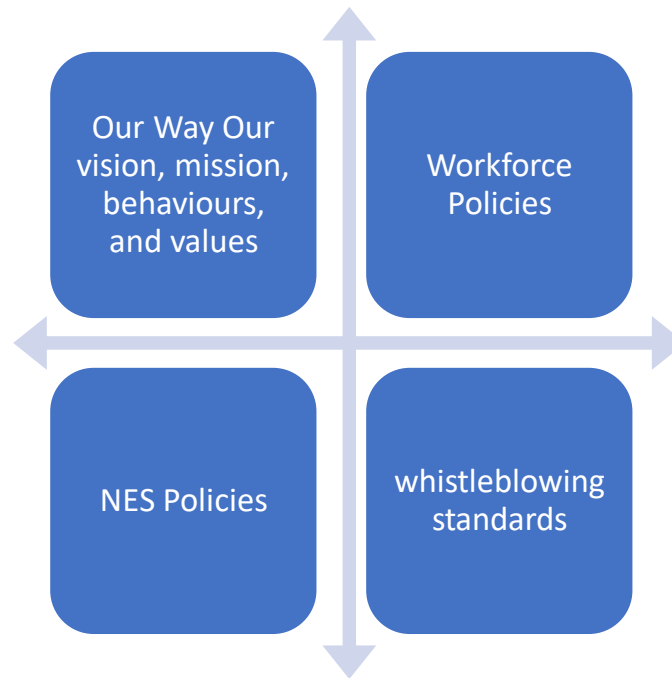 Our Way Our
vision, mission,
behaviours,
and values
Workforce
Policies
NES Policies
whistleblowing
standards